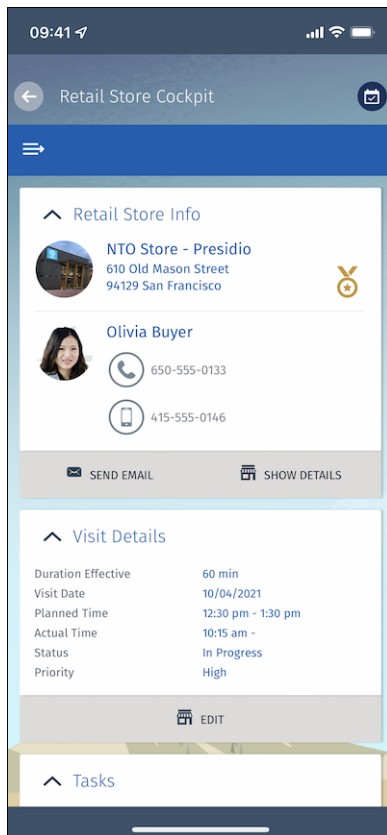 09:41
Retail Store Cockpit
Retail Store Info
NTO Store - Presidio
610 Old Mason Street
94129 San Francisco
Olivia Buyer
650-555-0133
415-555-0146
SEND EMAIL SHOW DETAILS
Visit Details
Duration Effective 60 min
Visit Date 10/04/2021
Planned Time 12:30 pm - 1:30 pm
Actual Time 10:15 am -
Status In Progress
Priority High
EDIT
Tasks